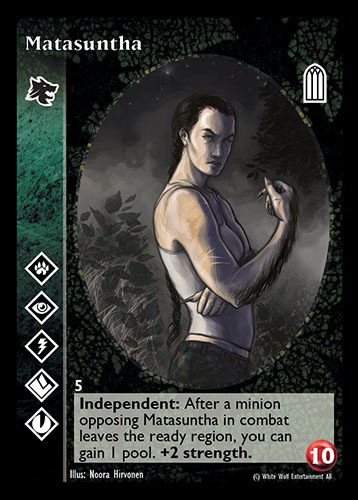 Matasuntha
5
Independent: After a minion
opposing Matasuntha in combat
leaves the ready region, you can
gain 1 pool. +2 strength.
10
Illus: Noora Hirvonen
(C) White Wolf Entertainment AB